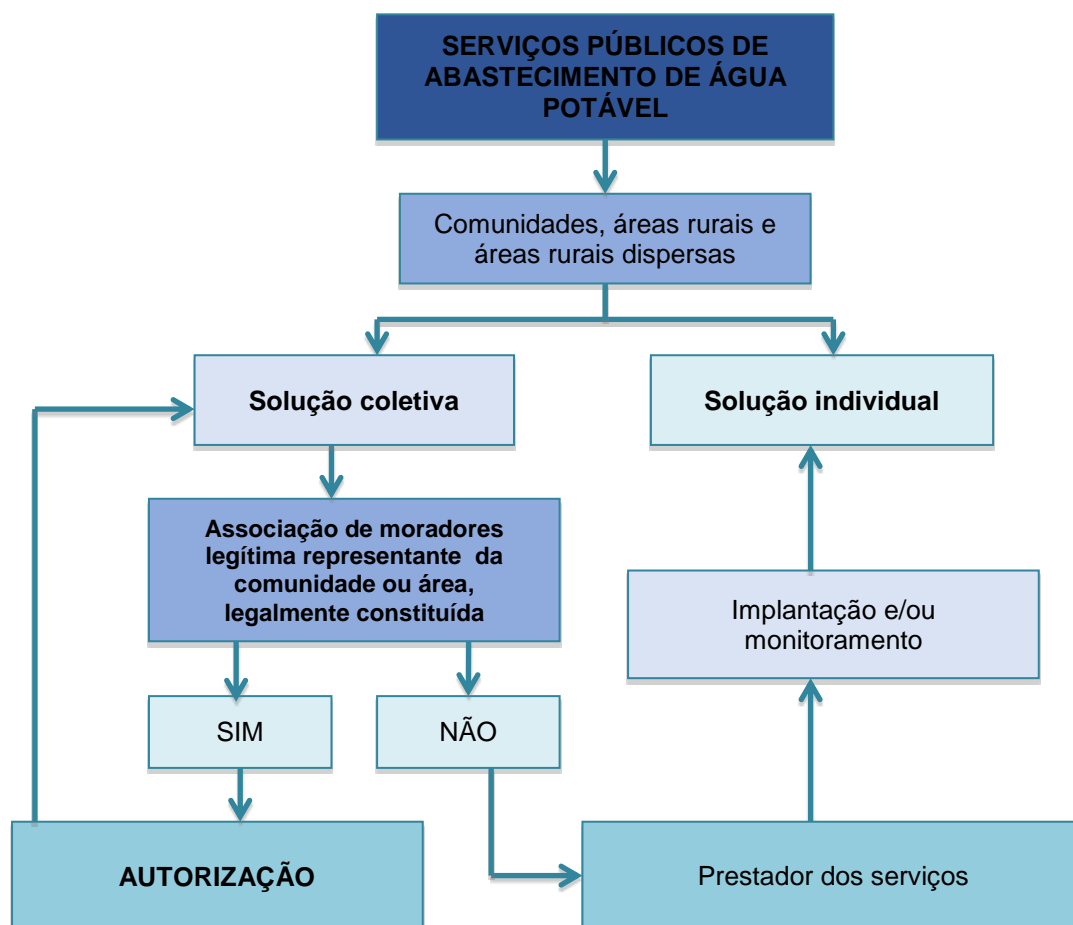 SERVIÇOS PÚBLICOS DE
ABASTECIMENTO DE ÁGUA
POTÁVEL
Comunidades, áreas rurais e
áreas rurais dispersas
Solução coletiva
Solução individual
Associação de moradores
legítima representante da
comunidade ou área,
legalmente constituída
Implantação e/ou
monitoramento
SIM
NÃO
AUTORIZAÇÃO
Prestador dos serviços